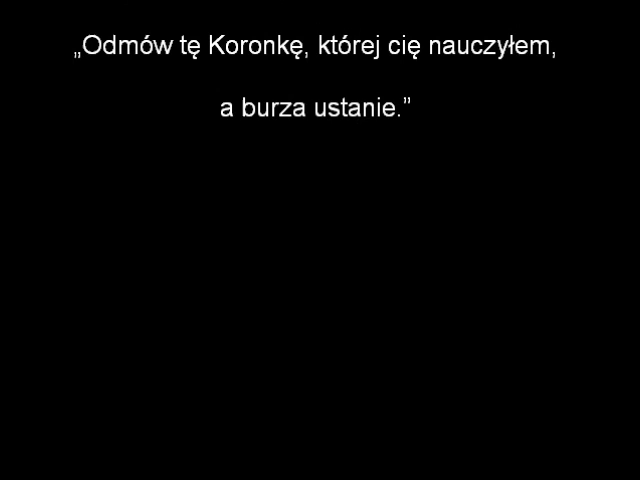 „Odmów tę Koronkę, której cię nauczyłem,
a burza ustanie.”